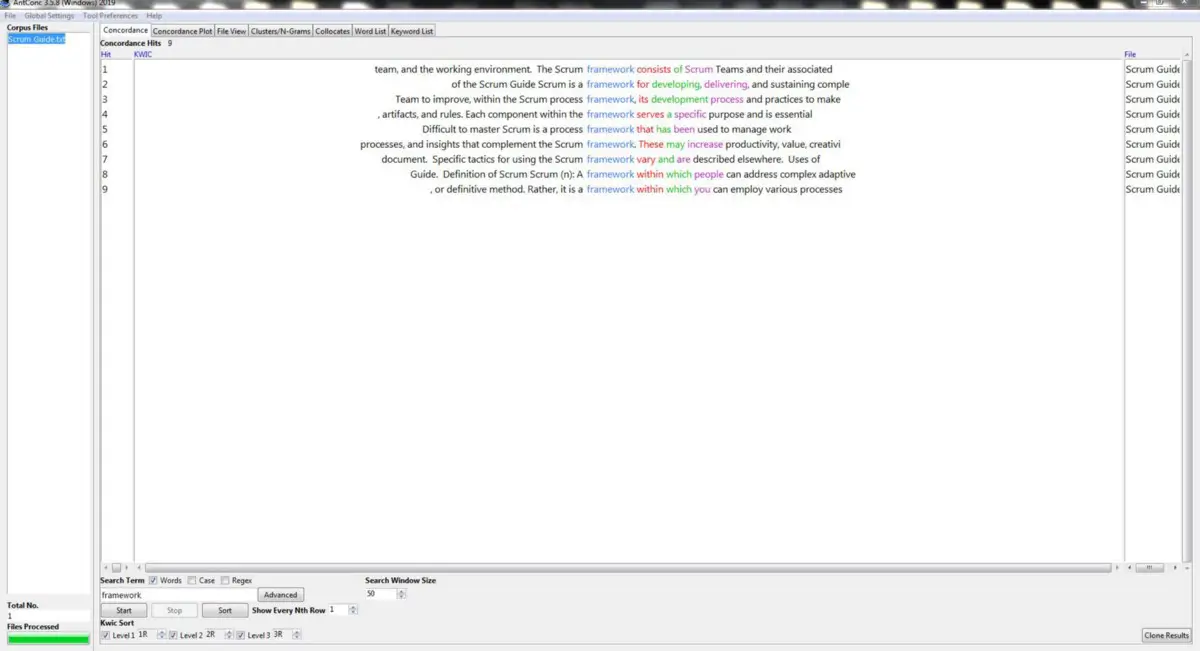 AntConc 3.5.8 (Windows) 2019
File Global Settings Tool Preferences Help
Corpus Files
Scrum Guide.txt
Concordance Concordance Plot File View Clusters/N-Grams Collocates Word List Keyword List
Concordance Hits 9
Hit KWIC File
1 team, and the working environment. The Scrum framework consists of Scrum Teams and their associated Scrum Guide
2 of the Scrum Guide Scrum is a framework for developing, delivering, and sustaining comple Scrum Guide
3 Team to improve, within the Scrum process framework, its development process and practices to make Scrum Guide
4 , artifacts, and rules. Each component within the framework serves a specific purpose and is essential Scrum Guide
5 Difficult to master Scrum is a process framework that has been used to manage work Scrum Guide
6 processes, and insights that complement the Scrum framework. These may increase productivity, value, creativi Scrum Guide
7 document. Specific tactics for using the Scrum framework vary and are described elsewhere. Uses of Scrum Guide
8 Guide. Definition of Scrum Scrum (n): A framework within which people can address complex adaptive Scrum Guide
9 , or definitive method. Rather, it is a framework within which you can employ various processes Scrum Guide
Search Term Words Case Regex Search Window Size
framework Advanced 50
Start Stop Sort Show Every Nth Row 1
Kwic Sort
Level 1 1R Level 2 2R Level 3 3R
Total No.
1
Files Processed
Clone Results